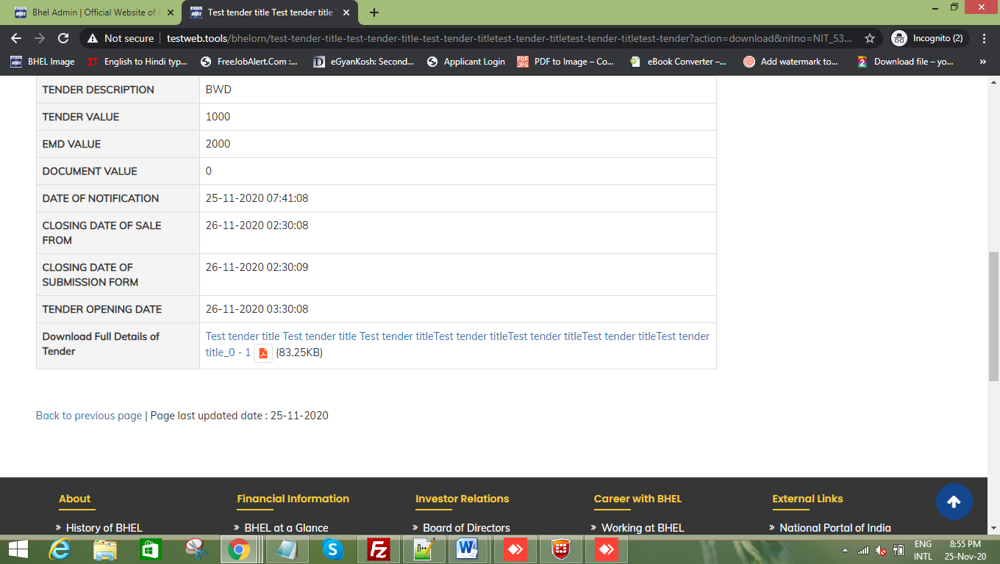 Bhel Admin | Official Website of
Test tender title Test tender title
Not secure
testweb.tools/bhelorn/test-tender-title-test-tender-title-test-tender-titletest-tender-titletest-tender-titletest-tender?action=download&nitno=NIT_53...
Incognito (2)
BHEL Image
IT English to Hindi typ...
FreeJobAlert.Com :...
eGyanKosh: Second...
Applicant Login
PDF to Image – Co...
eBook Converter –...
Add watermark to...
Download file – yo...
TENDER DESCRIPTION BWD
TENDER VALUE 1000
EMD VALUE 2000
DOCUMENT VALUE 0
DATE OF NOTIFICATION 25-11-2020 07:41:08
CLOSING DATE OF SALE 26-11-2020 02:30:08
FROM
CLOSING DATE OF 26-11-2020 02:30:09
SUBMISSION FORM
TENDER OPENING DATE 26-11-2020 03:30:08
Download Full Details of Test tender title Test tender title Test tender titleTest tender titleTest tender titleTest tender titleTest tender
Tender title_0 - 1 (83.25KB)
Back to previous page | Page last updated date : 25-11-2020
About Financial Information Investor Relations Career with BHEL External Links
» History of BHEL » BHEL at a Glance » Board of Directors » Working at BHEL » National Portal of India
ENG 8:55 PM
INTL 25-Nov-20